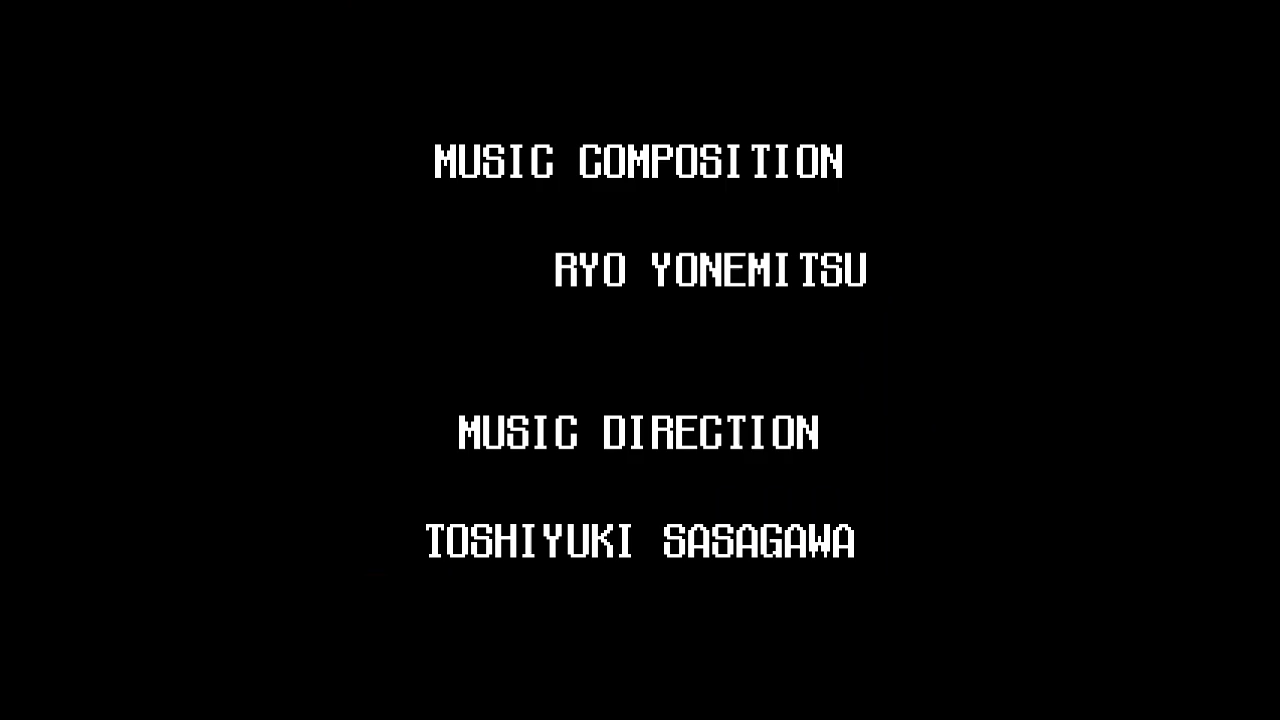 MUSIC COMPOSITION
RYO YONEMITSU
MUSIC DIRECTION
TOSHIYUKI SASAGAWA